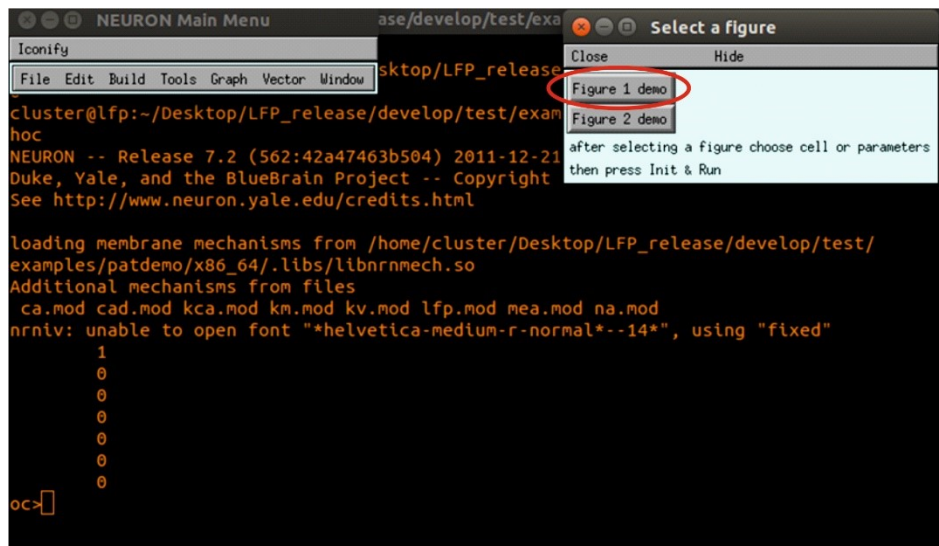 NEURON Main Menu
ase/develop/test/exa
Select a figure
Iconify
Close Hide
File Edit Build Tools Graph Vector Window
sktop/LFP_release
Figure 1 demo
Figure 2 demo
after selecting a figure choose cell or parameters
then press Init & Run
cluster@lfp:~/Desktop/LFP_release/develop/test/exam
hoc
NEURON -- Release 7.2 (562:42a47463b504) 2011-12-21
Duke, Yale, and the BlueBrain Project -- Copyright
See http://www.neuron.yale.edu/credits.html
loading membrane mechanisms from /home/cluster/Desktop/LFP_release/develop/test/
examples/patdemo/x86_64/.libs/libnrnmech.so
Additional mechanisms from files
ca.mod cad.mod kca.mod km.mod kv.mod lfp.mod mea.mod na.mod
nrniv: unable to open font "*helvetica-medium-r-normal*--14*", using "fixed"
1
0
0
0
0
0
0
oc>